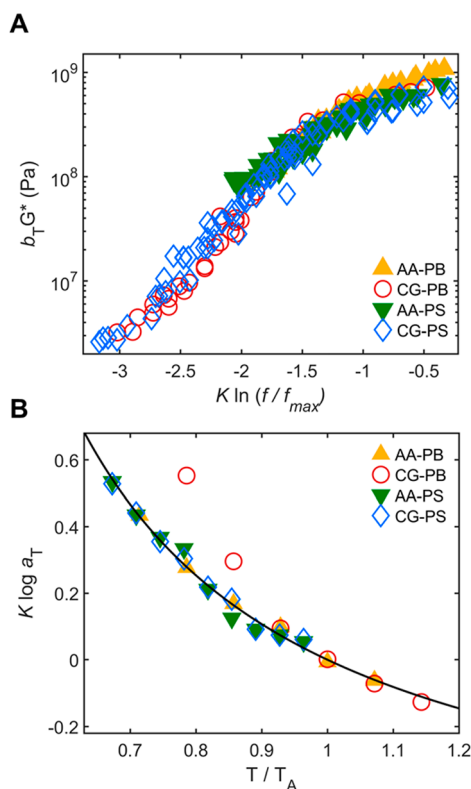 A
10^9
10^8
10^7
b_T G* (Pa)
AA-PB
CG-PB
AA-PS
CG-PS
-3 -2.5 -2 -1.5 -1 -0.5
K ln (f / f_max)
B
0.6
0.4
0.2
0
-0.2
K log a_T
AA-PB
CG-PB
AA-PS
CG-PS
0.7 0.8 0.9 1 1.1 1.2
T / T_A